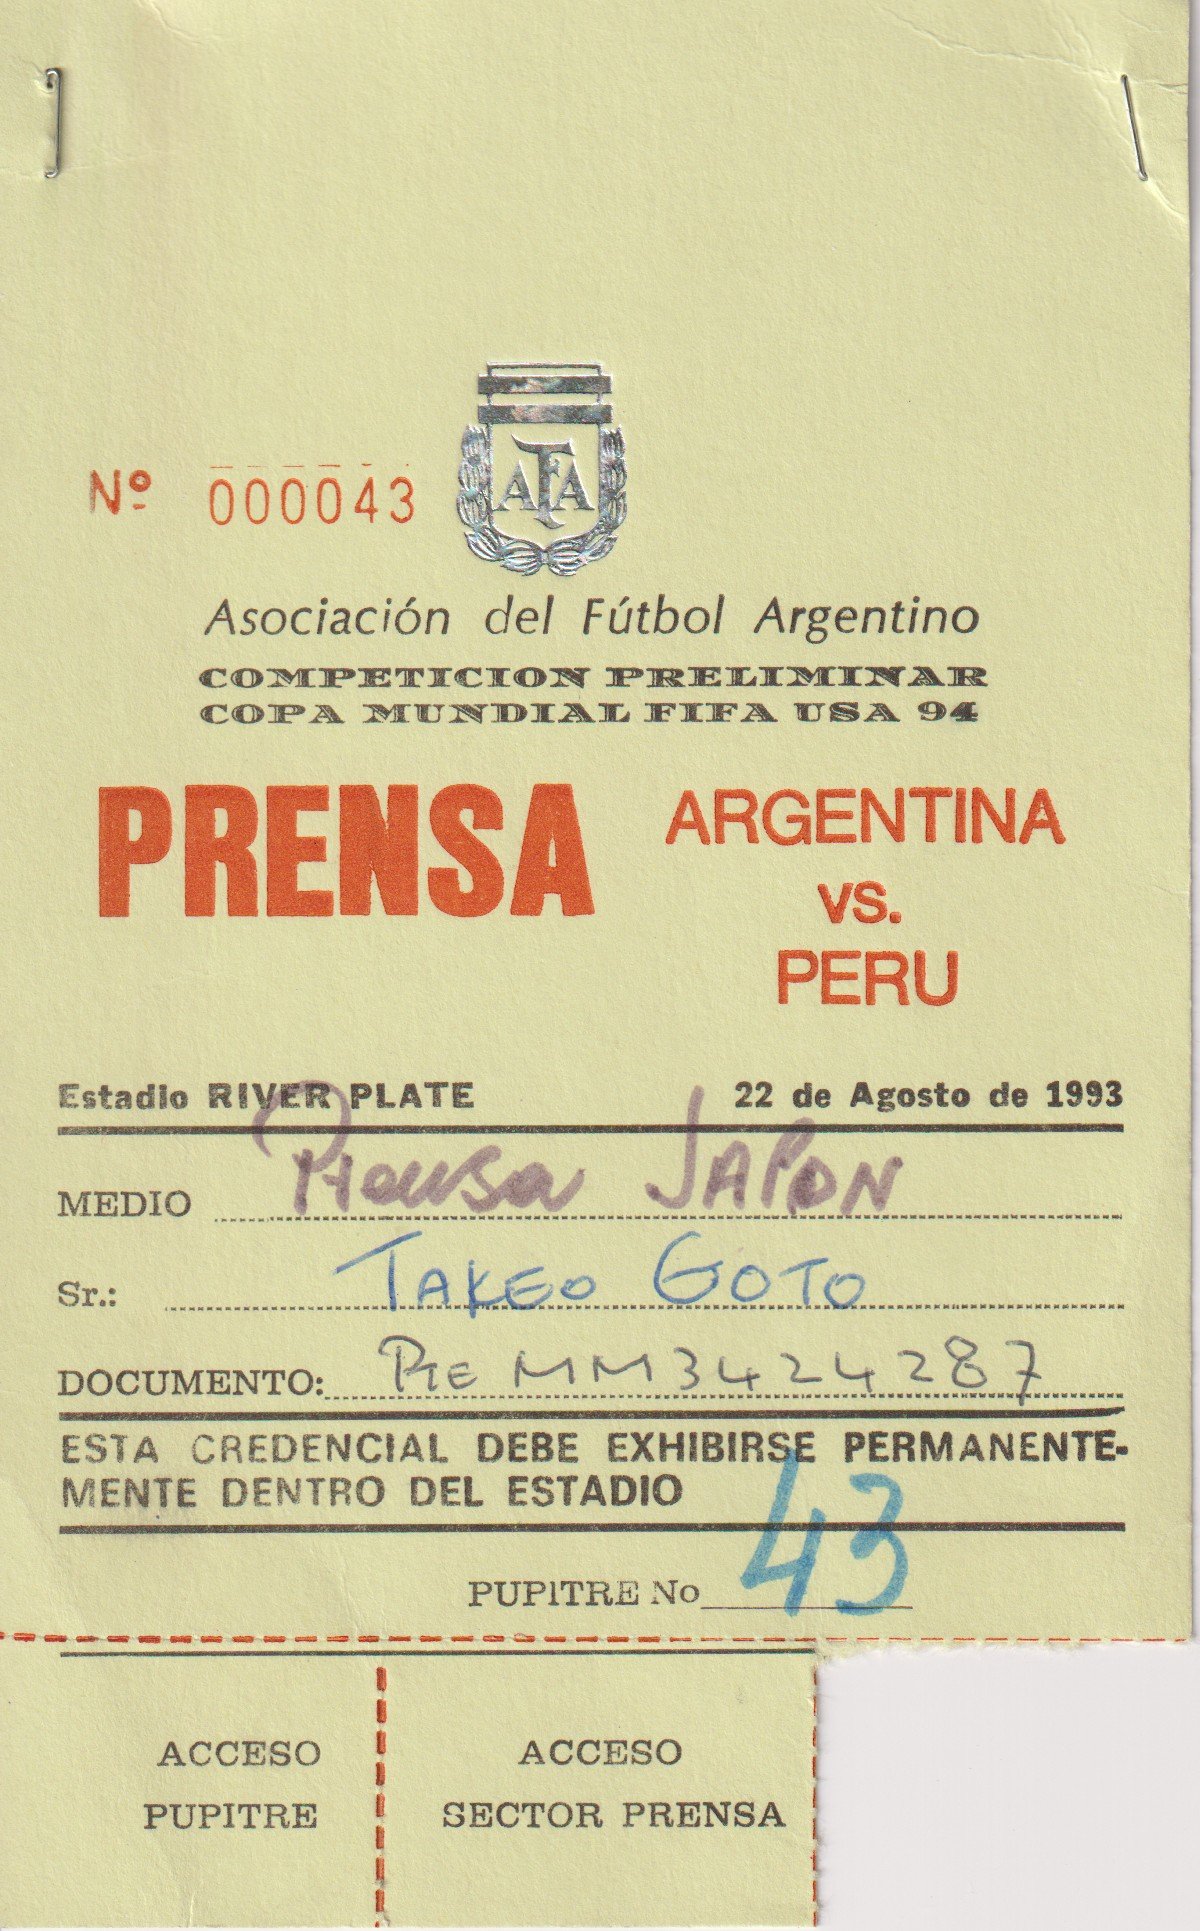 Nº 000043
AFA
Asociación del Fútbol Argentino
COMPETICION PRELIMINAR
COPA MUNDIAL FIFA USA 94
PRENSA
ARGENTINA
vs.
PERU
Estadio RIVER PLATE 22 de Agosto de 1993
MEDIO Prensa JAPON
Sr.: TAKEO GOTO
DOCUMENTO: MM3424287
ESTA CREDENCIAL DEBE EXHIBIRSE PERMANENTE-
MENTE DENTRO DEL ESTADIO
PUPITRE No 43
ACCESO
PUPITRE
ACCESO
SECTOR PRENSA